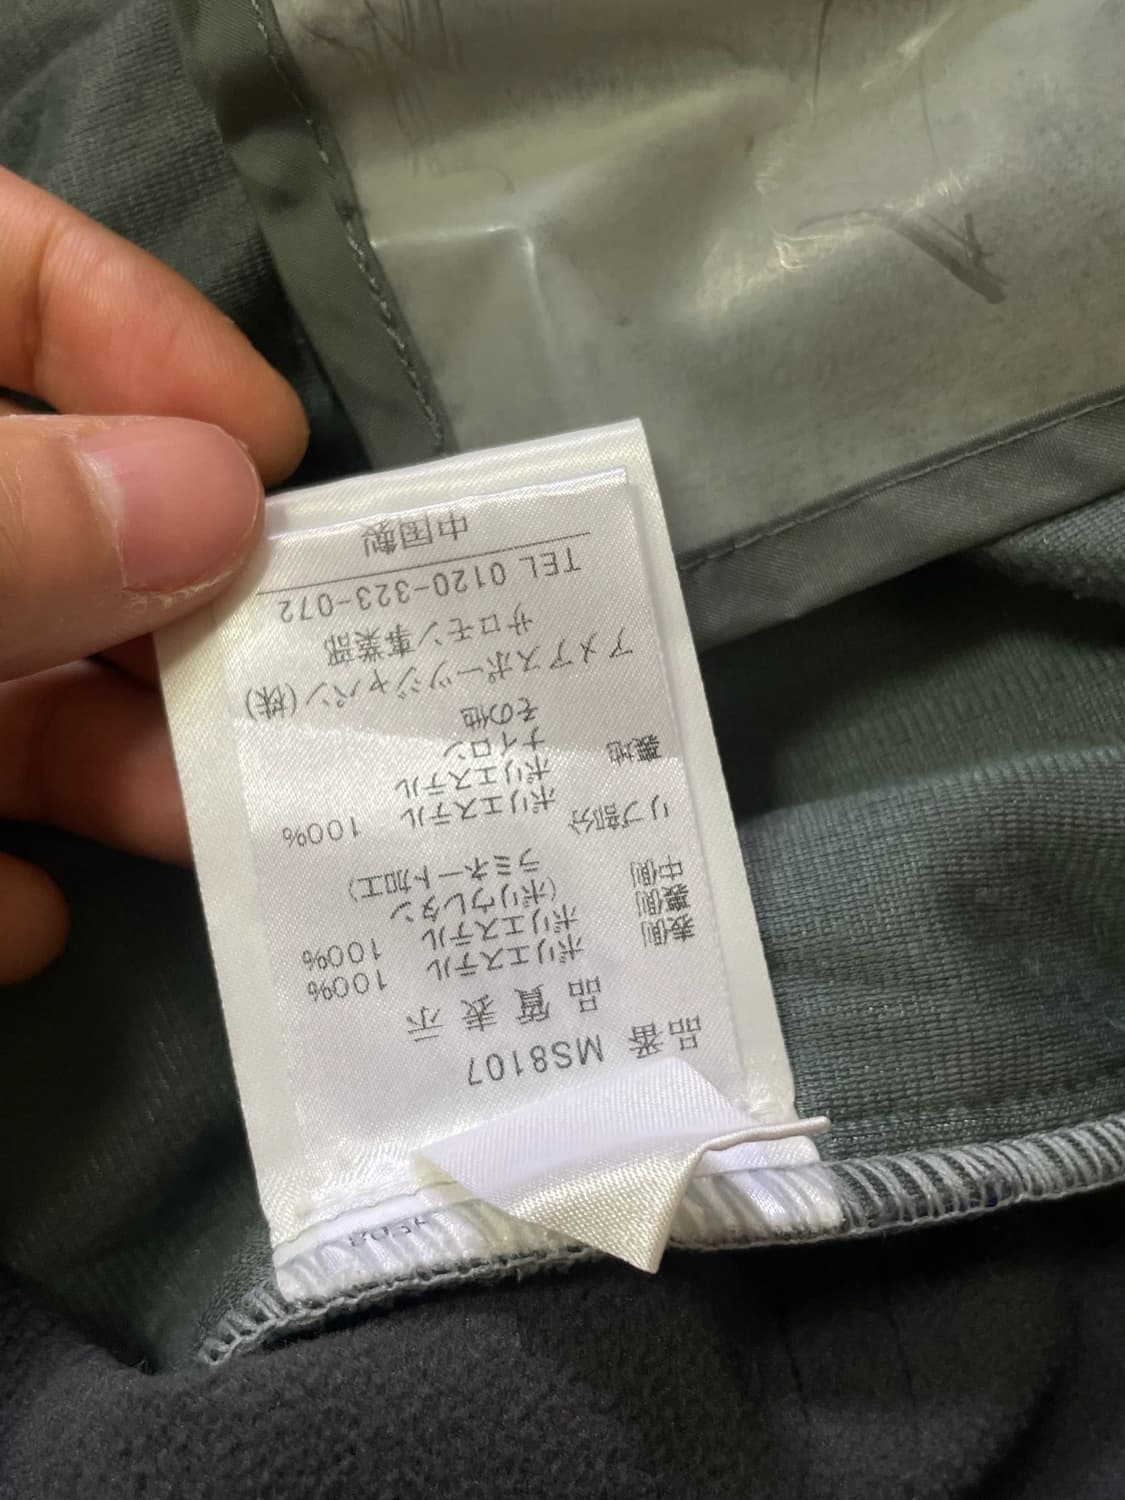 品番 MS8107
品質表示
表側 ポリエステル 100%
裏側 ポリエステル 100%
中側 (ポリウレタン
ラミネート加工)
リブ部分 ポリエステル 100%
裏地 ポリエステル
ナイロン
その他
アメアスポーツジャパン(株)
サロモン事業部
TEL 0120-323-072
中国製